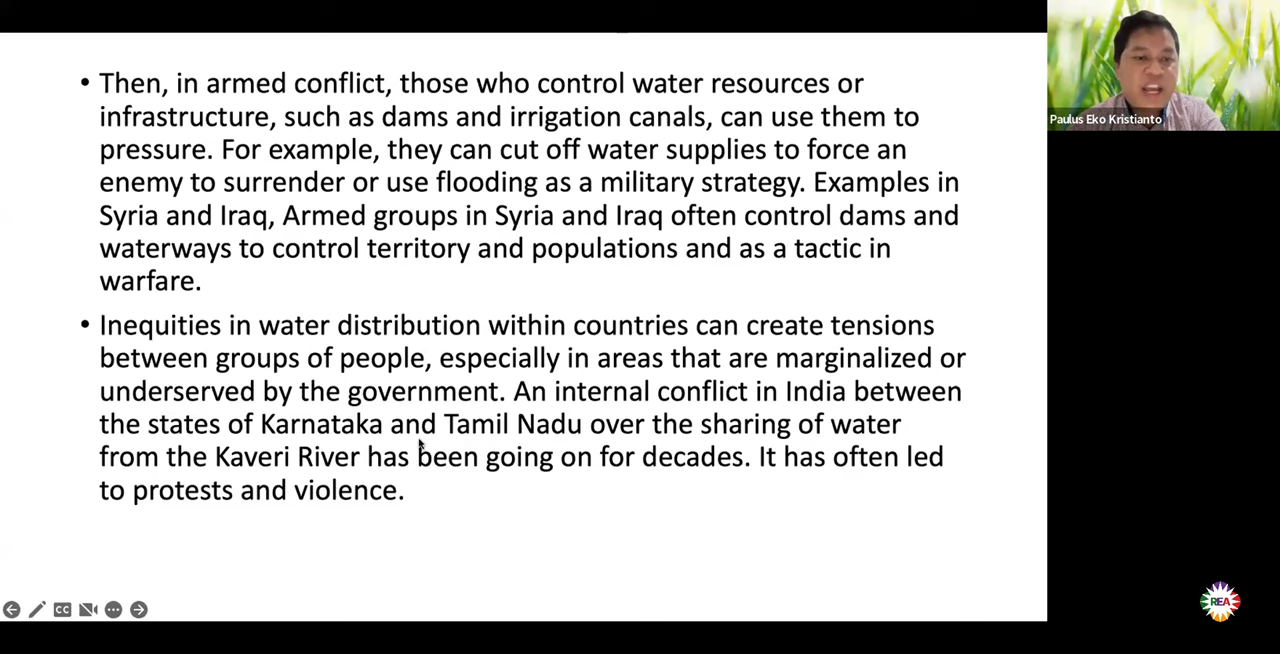 • Then, in armed conflict, those who control water resources or
infrastructure, such as dams and irrigation canals, can use them to
pressure. For example, they can cut off water supplies to force an
enemy to surrender or use flooding as a military strategy. Examples in
Syria and Iraq, Armed groups in Syria and Iraq often control dams and
waterways to control territory and populations and as a tactic in
warfare.
• Inequities in water distribution within countries can create tensions
between groups of people, especially in areas that are marginalized or
underserved by the government. An internal conflict in India between
the states of Karnataka and Tamil Nadu over the sharing of water
from the Kaveri River has been going on for decades. It has often led
to protests and violence.
Paulus Eko Kristianto
CC
REA